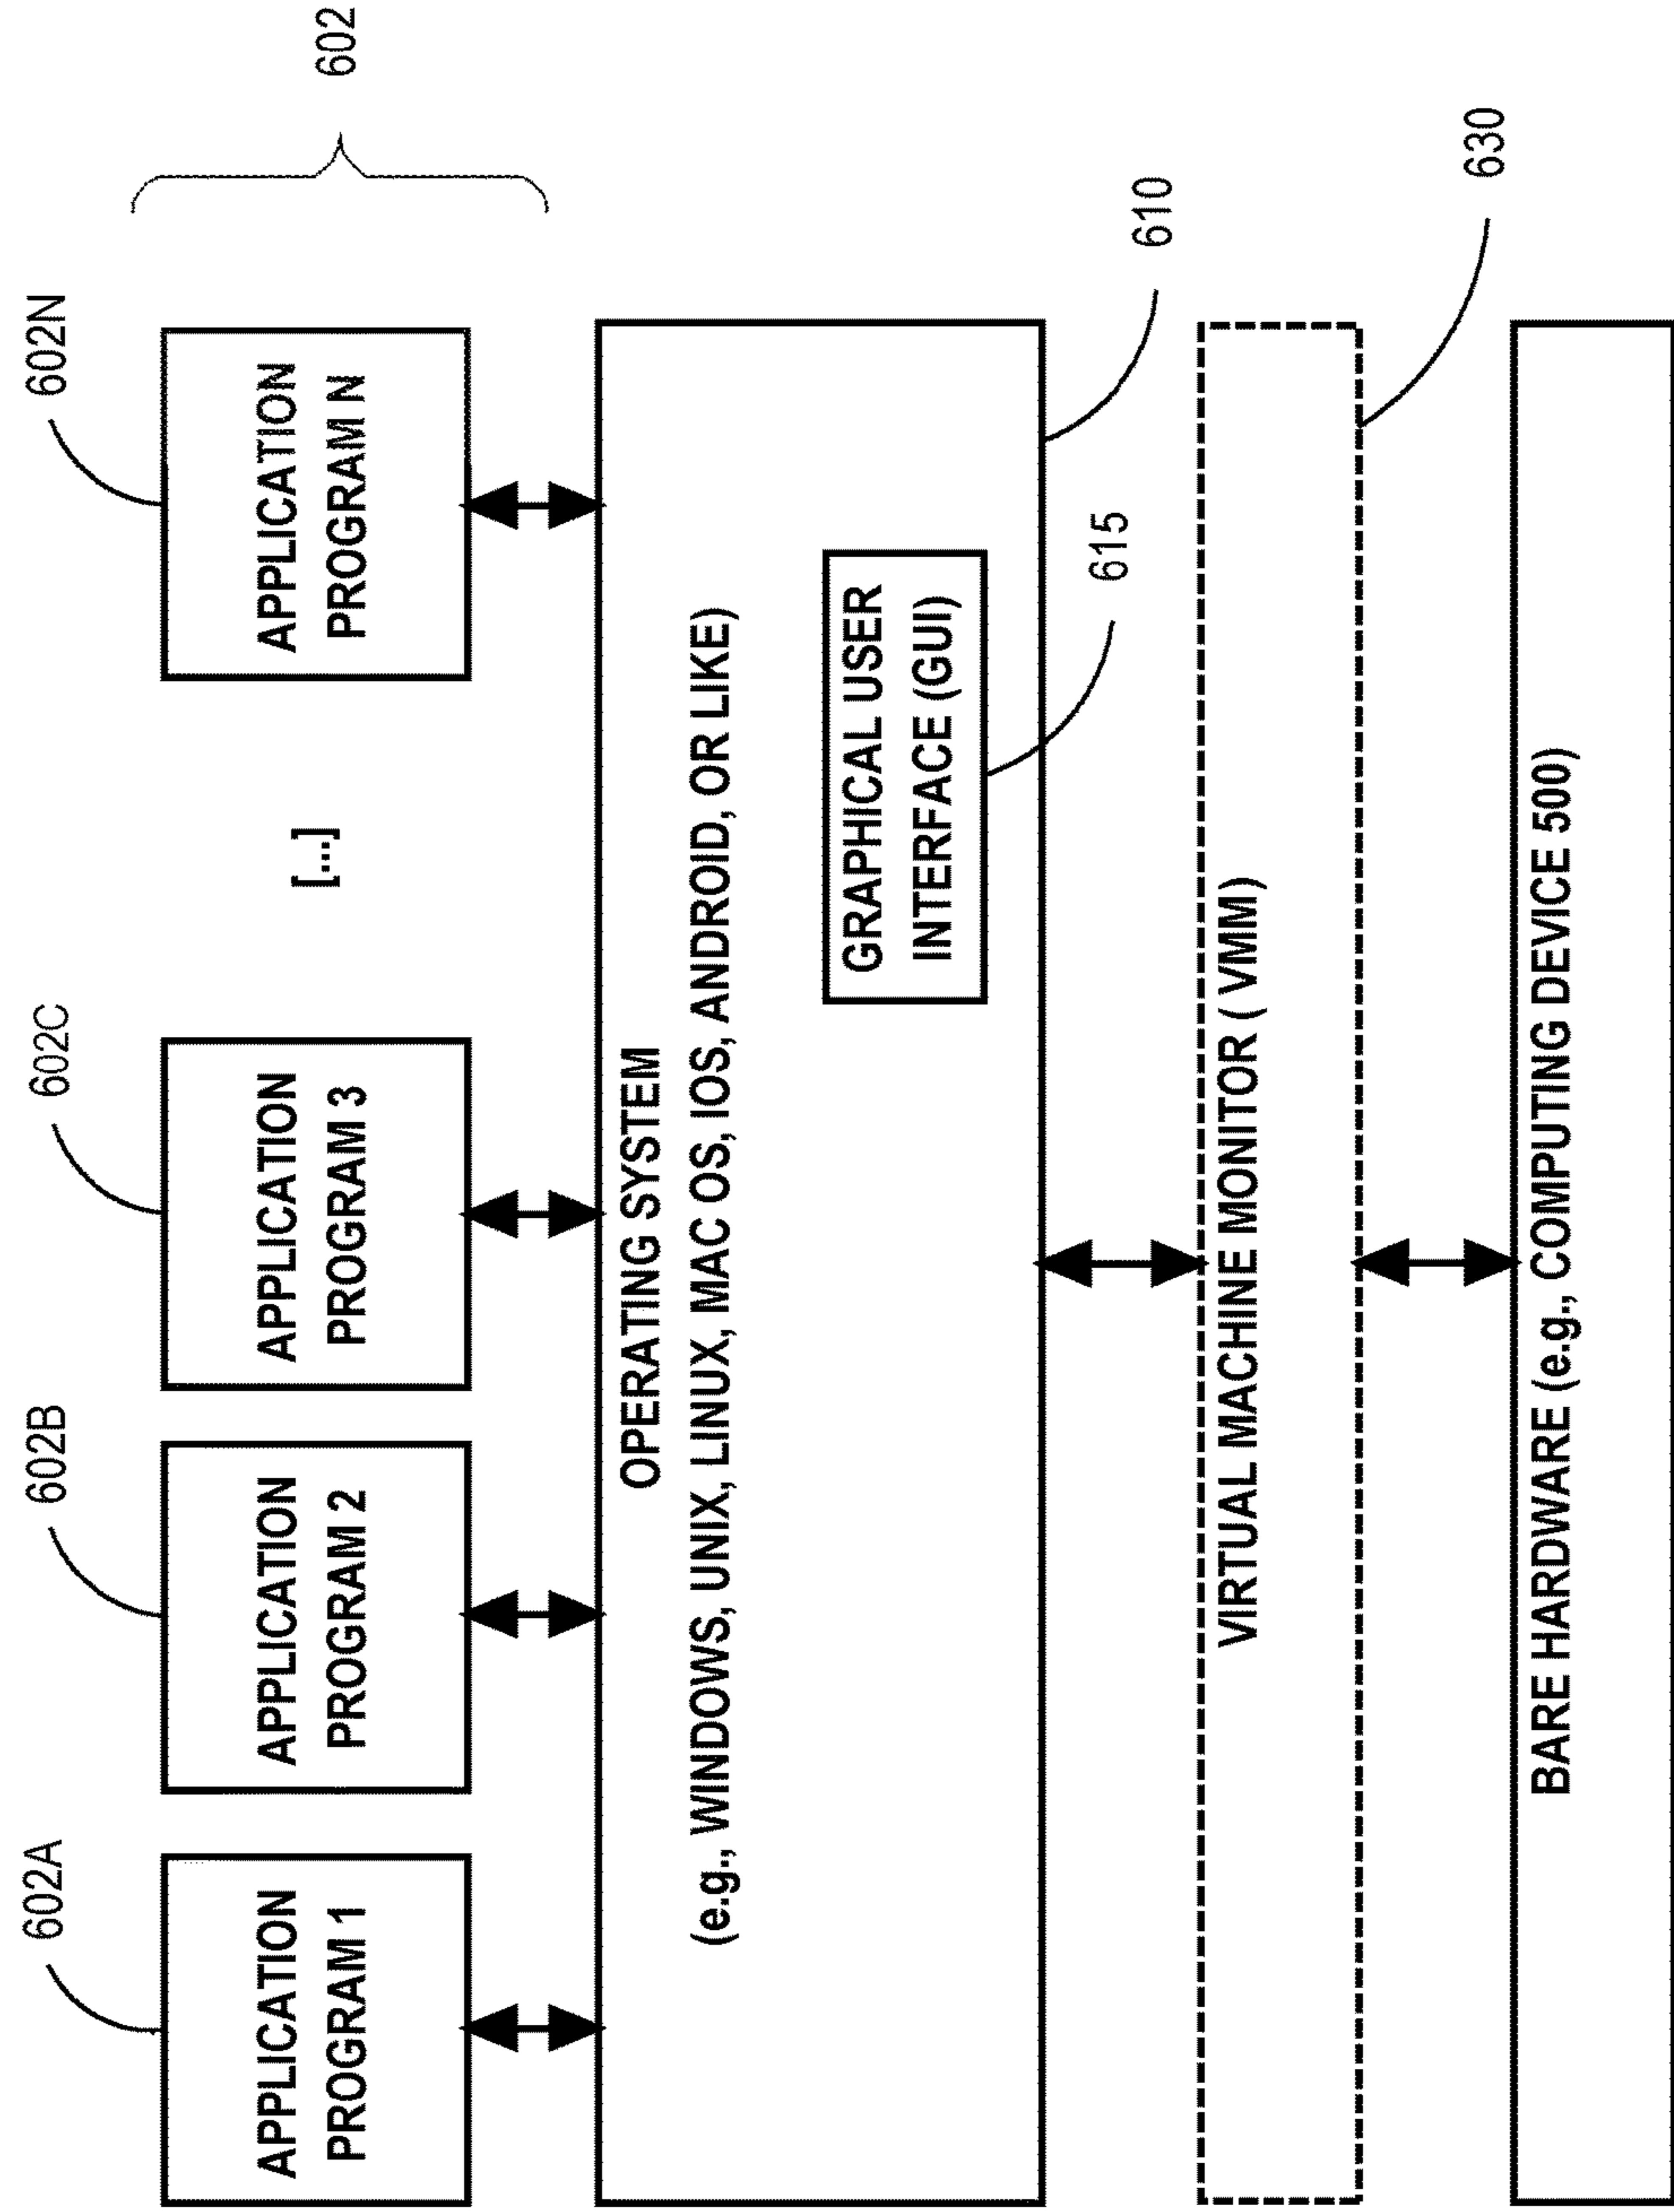 602A
602B
602C
602N
602
APPLICATION
PROGRAM 1
APPLICATION
PROGRAM 2
APPLICATION
PROGRAM 3
[...]
APPLICATION
PROGRAM N
OPERATING SYSTEM
(e.g., WINDOWS, UNIX, LINUX, MAC OS, IOS, ANDROID, OR LIKE)
GRAPHICAL USER
INTERFACE (GUI)
615
610
VIRTUAL MACHINE MONITOR ( VMM)
630
BARE HARDWARE (e.g., COMPUTING DEVICE 500)